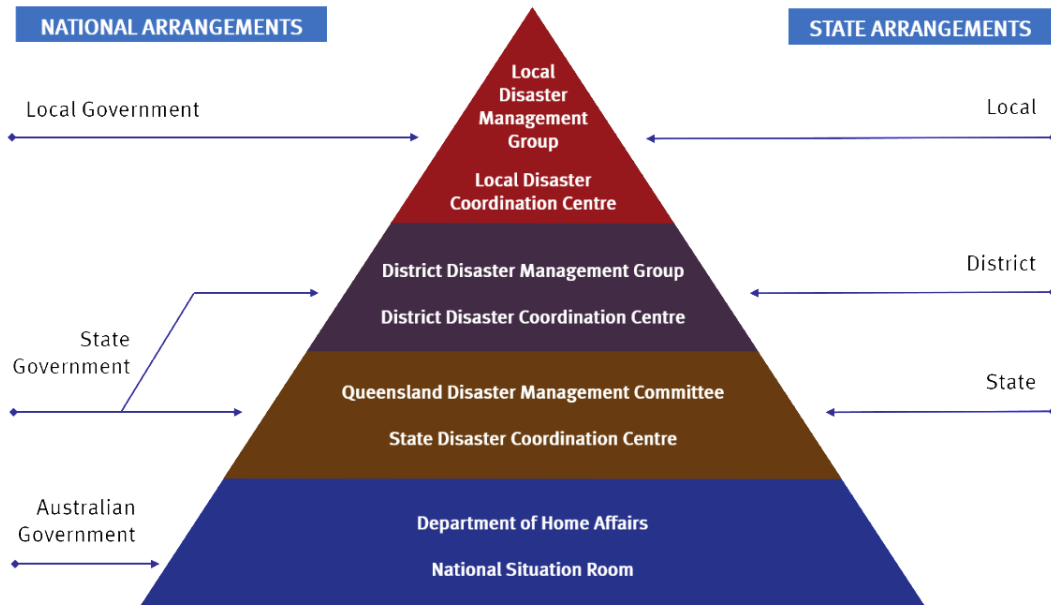 NATIONAL ARRANGEMENTS
STATE ARRANGEMENTS
Local Government
Local
Disaster
Management
Group
Local Disaster
Coordination Centre
Local
District Disaster Management Group
District Disaster Coordination Centre
District
State
Government
Queensland Disaster Management Committee
State Disaster Coordination Centre
State
Australian
Government
Department of Home Affairs
National Situation Room